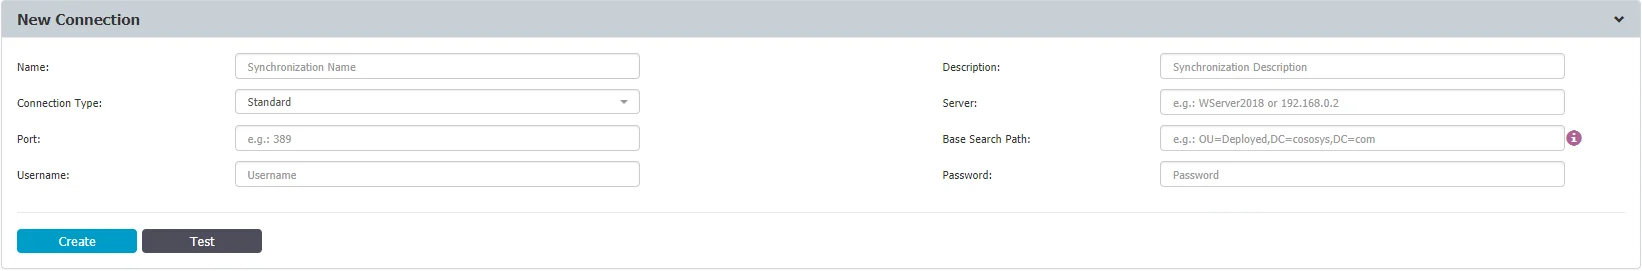 New Connection
Name: Synchronization Name Description: Synchronization Description
Connection Type: Standard Server: e.g.: WServer2018 or 192.168.0.2
Port: e.g.: 389 Base Search Path: e.g.: OU=Deployed,DC=cososys,DC=com
Username: Username Password: Password
Create Test